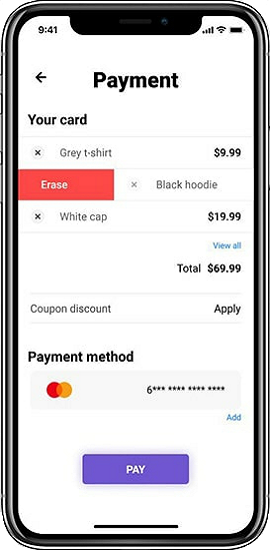 9:41
Payment
Your card
× Grey t-shirt $9.99
Erase × Black hoodie
× White cap $19.99
View all
Total $69.99
Coupon discount Apply
Payment method
6*** **** **** ****
Add
PAY